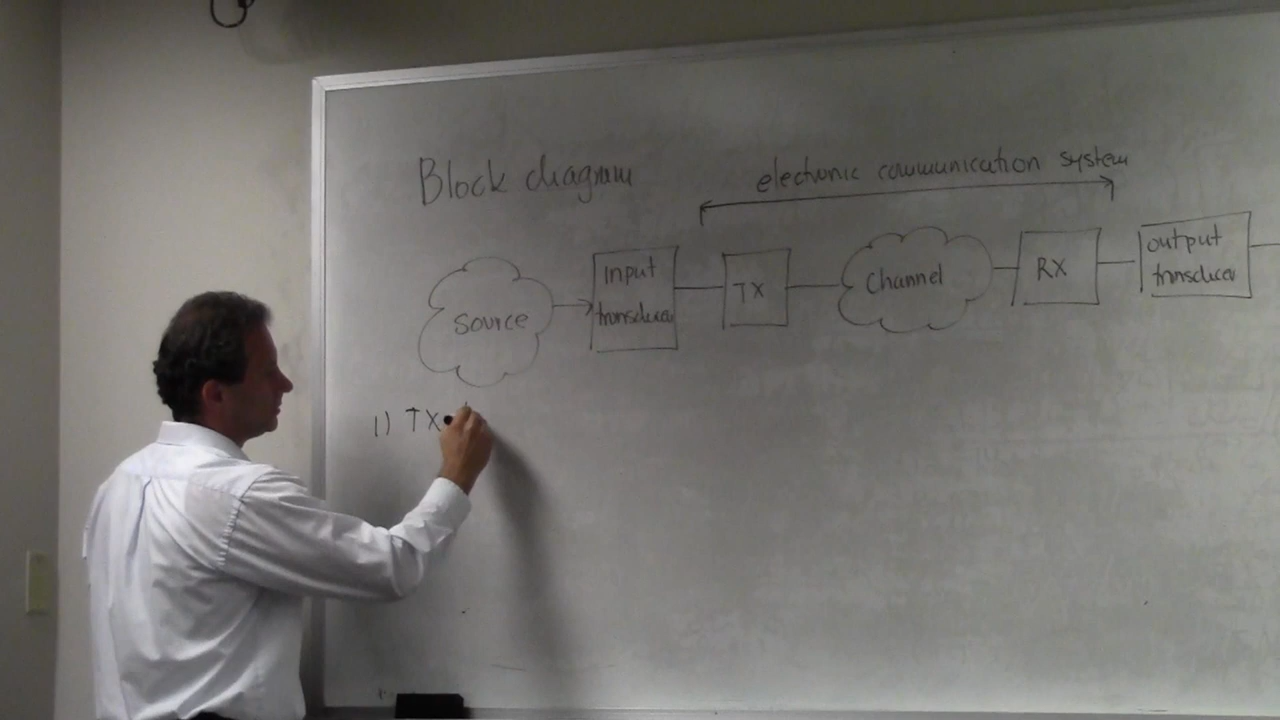 Block diagram
electronic communication system
source
input
transducer
TX
Channel
RX
output
transducer
1) TX